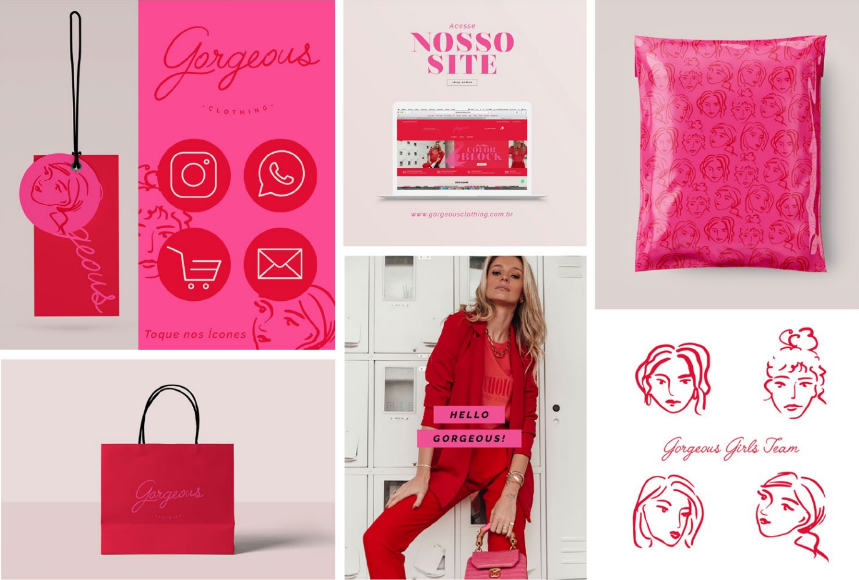 Gorgeous
"CLOTHING"
geous
Toque nos ícones
Acesse
NOSSO
SITE
COLOR
BLOCK
www.gorgeousclothing.com.br
HELLO
GORGEOUS!
Gorgeous
Gorgeous Girls Team